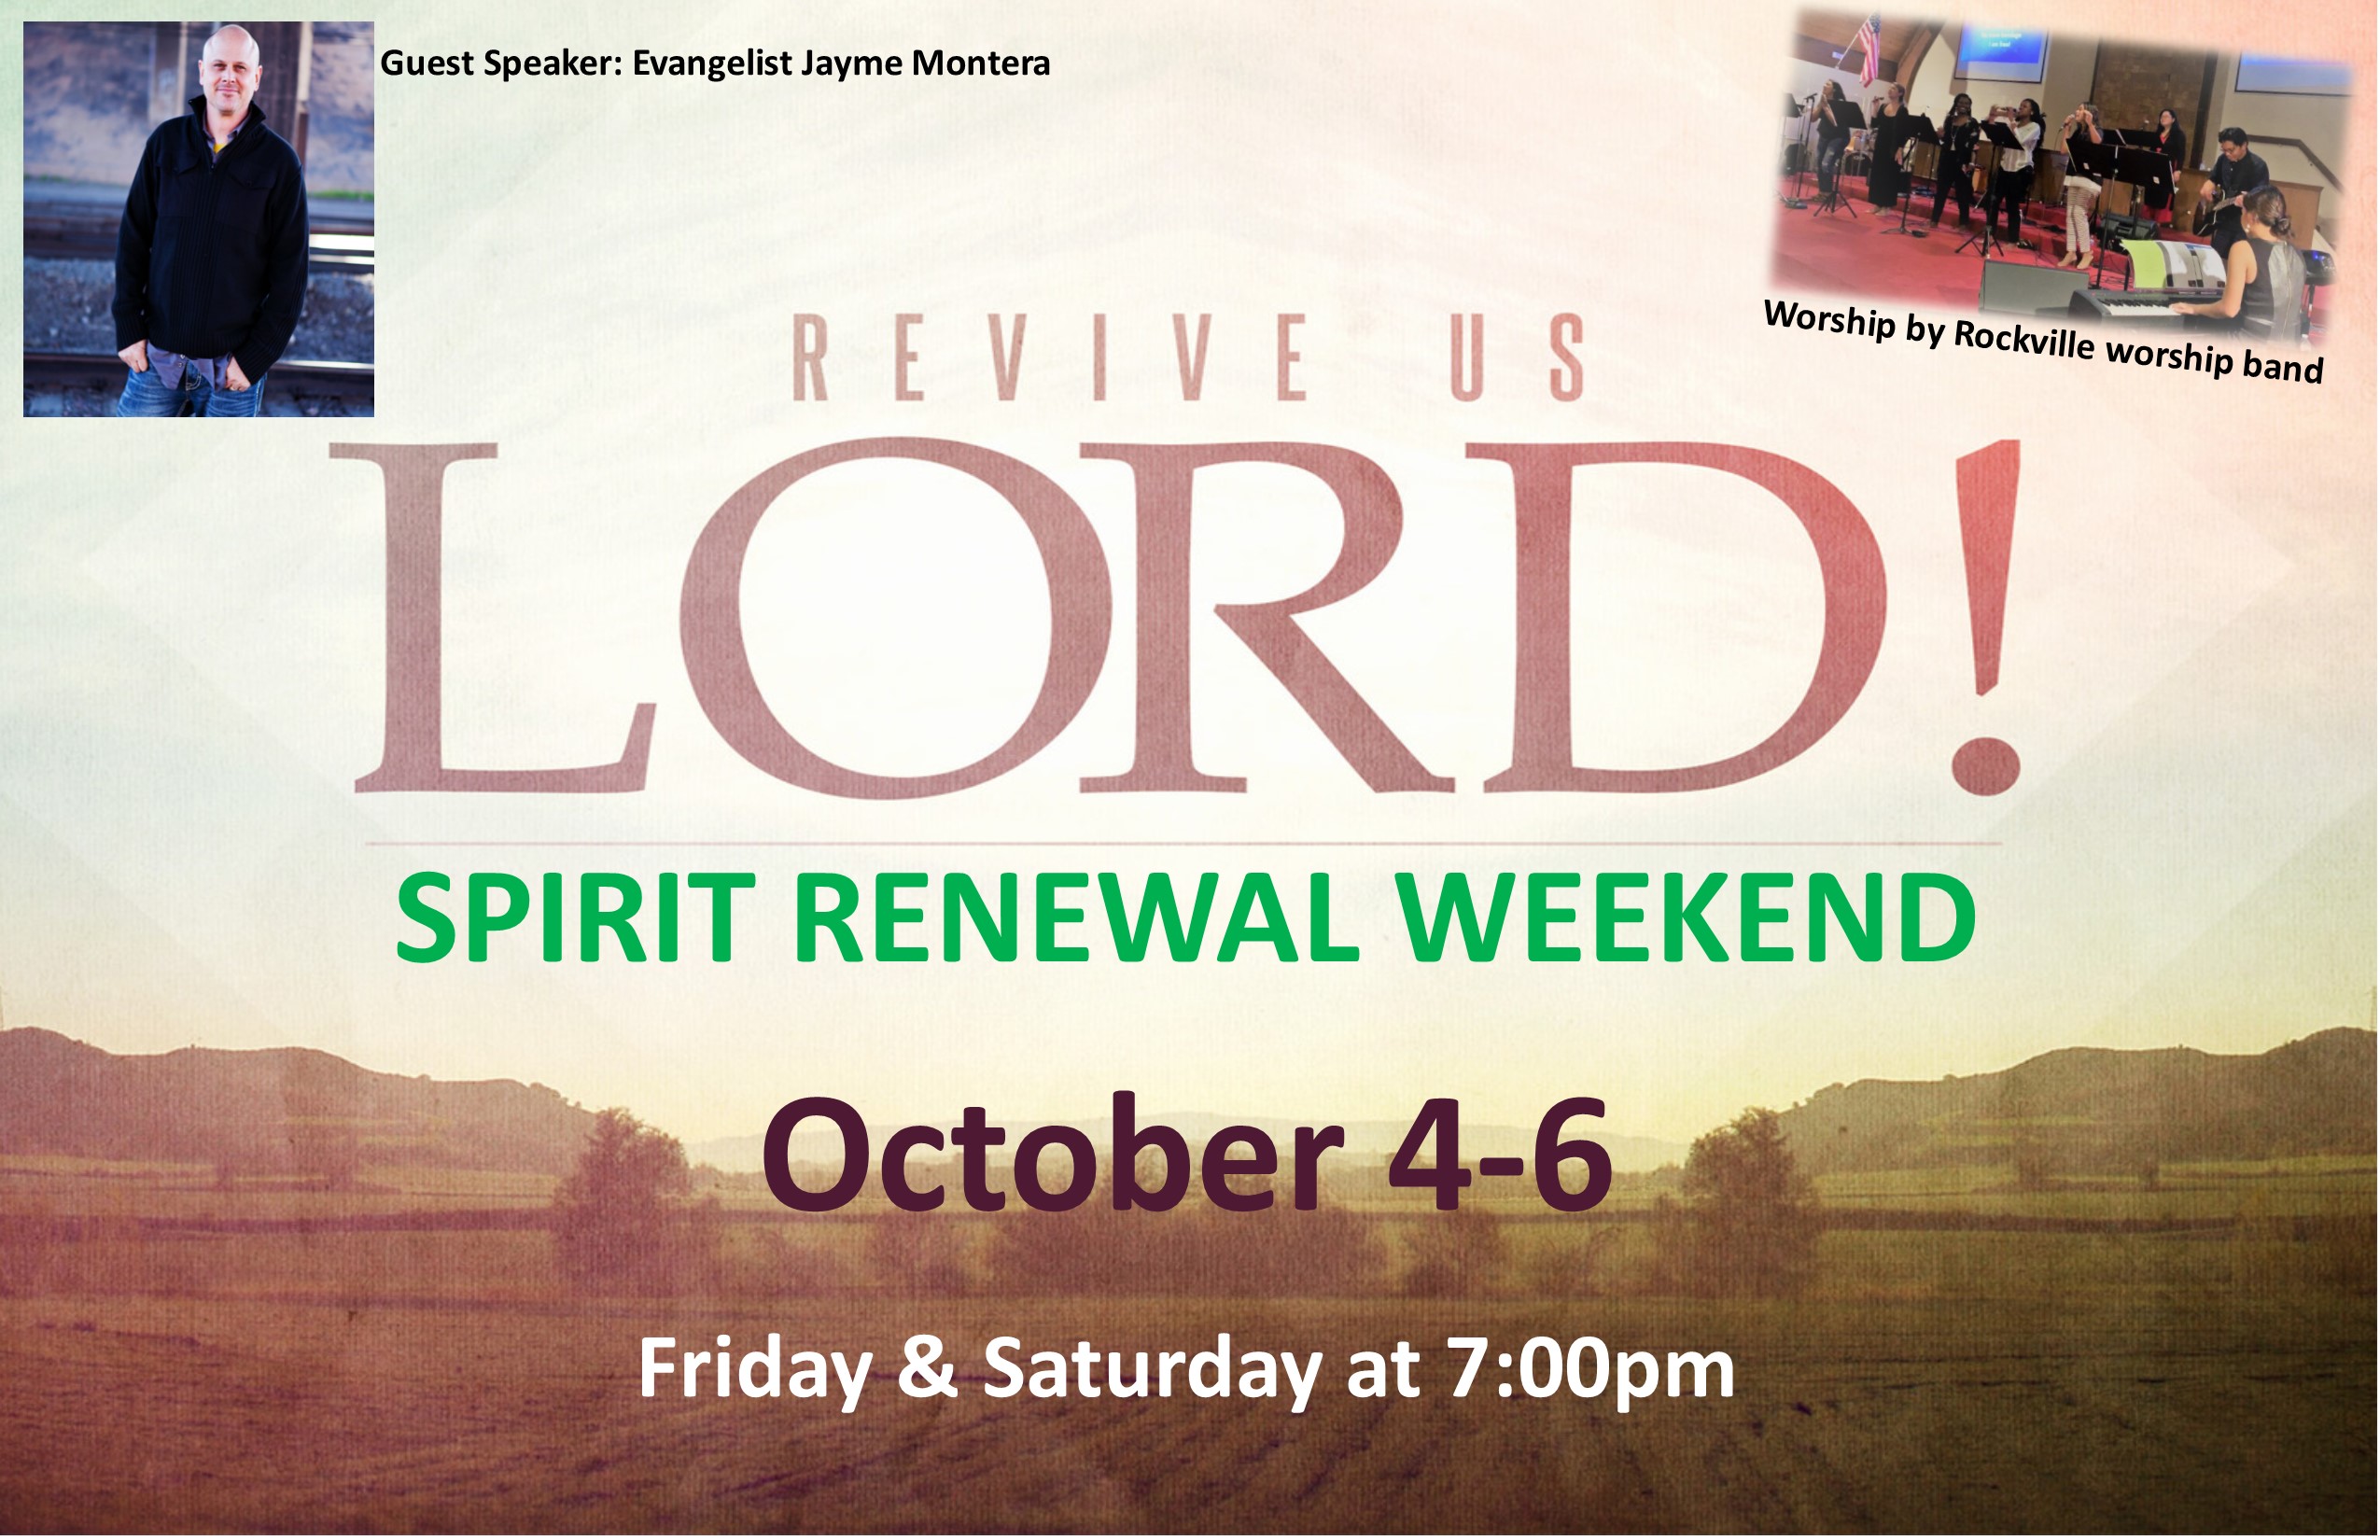 Guest Speaker: Evangelist Jayme Montera
Worship by Rockville worship band
REVIVE US
LORD!
SPIRIT RENEWAL WEEKEND
October 4-6
Friday & Saturday at 7:00pm